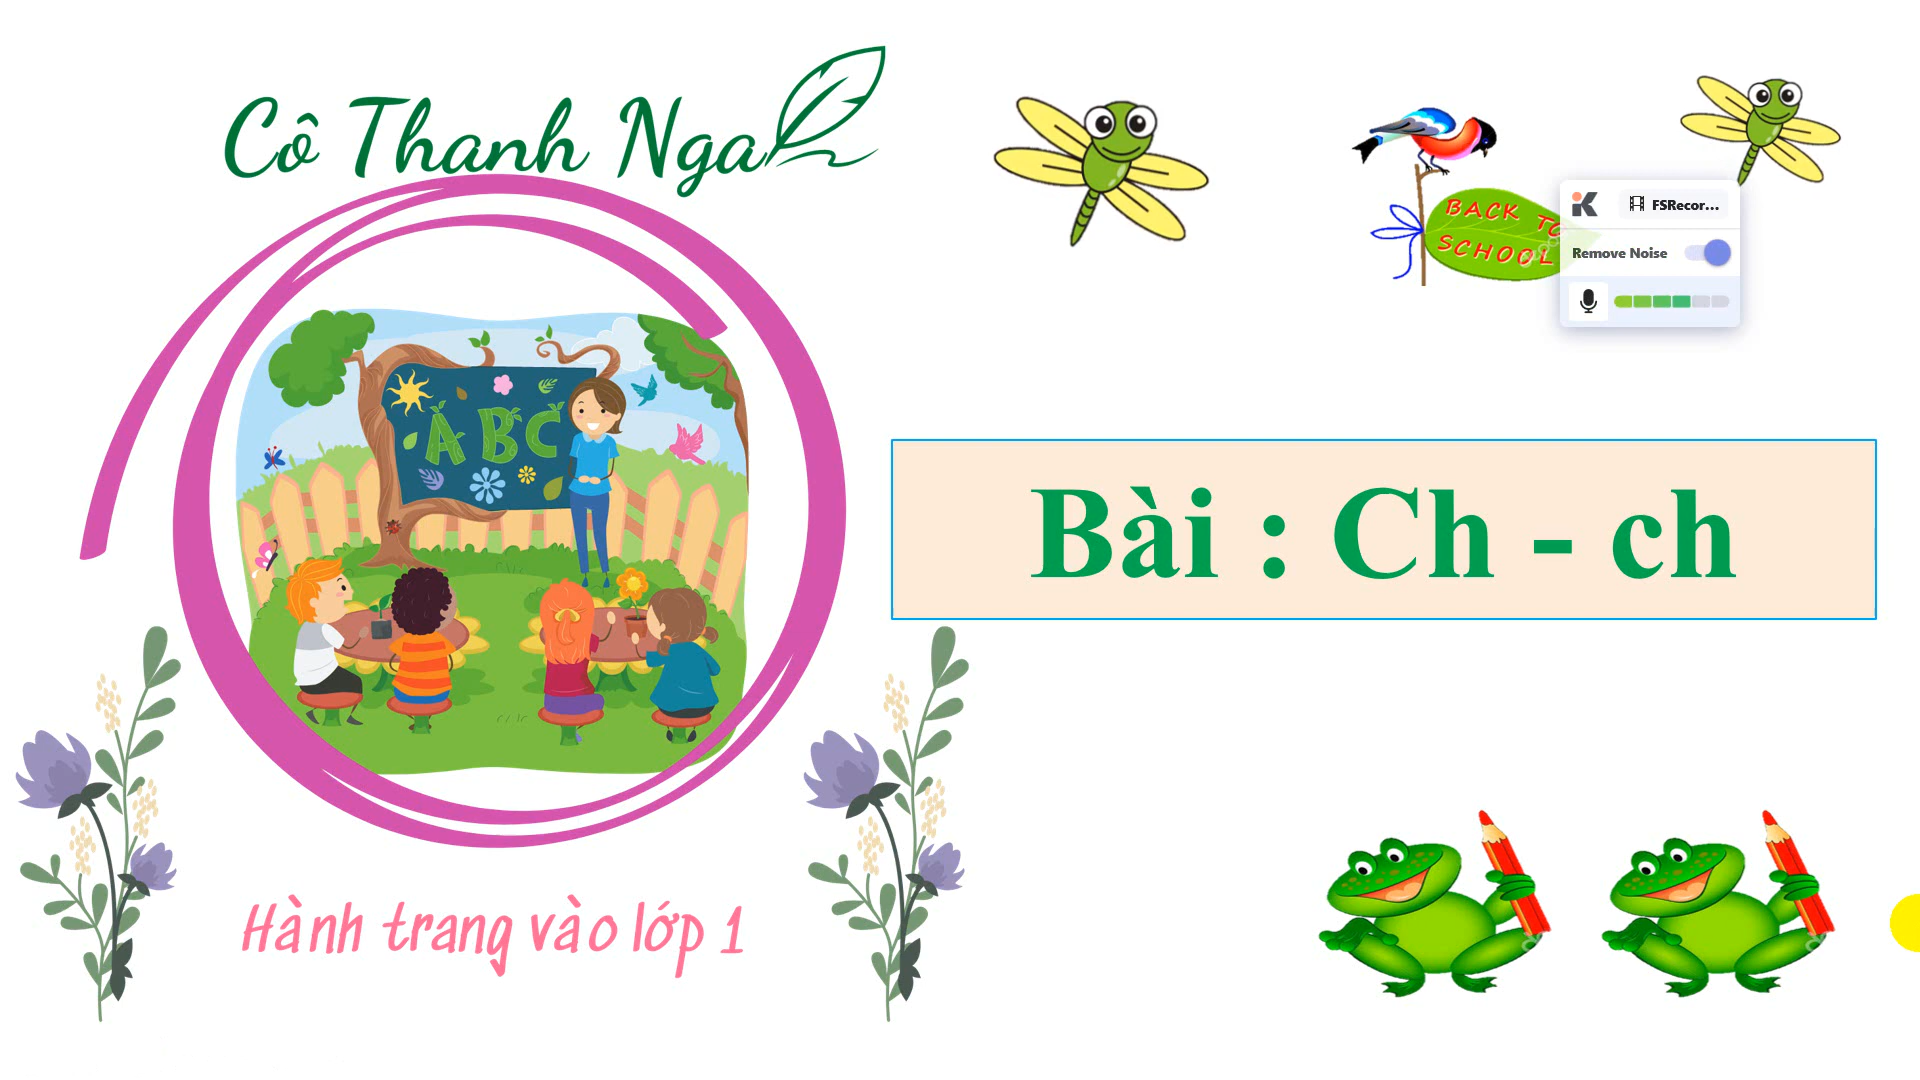 Cô Thanh Nga
BACK TO
SCHOOL
FSRecor...
Remove Noise
A B C
Bài : Ch - ch
Hành trang vào lớp 1